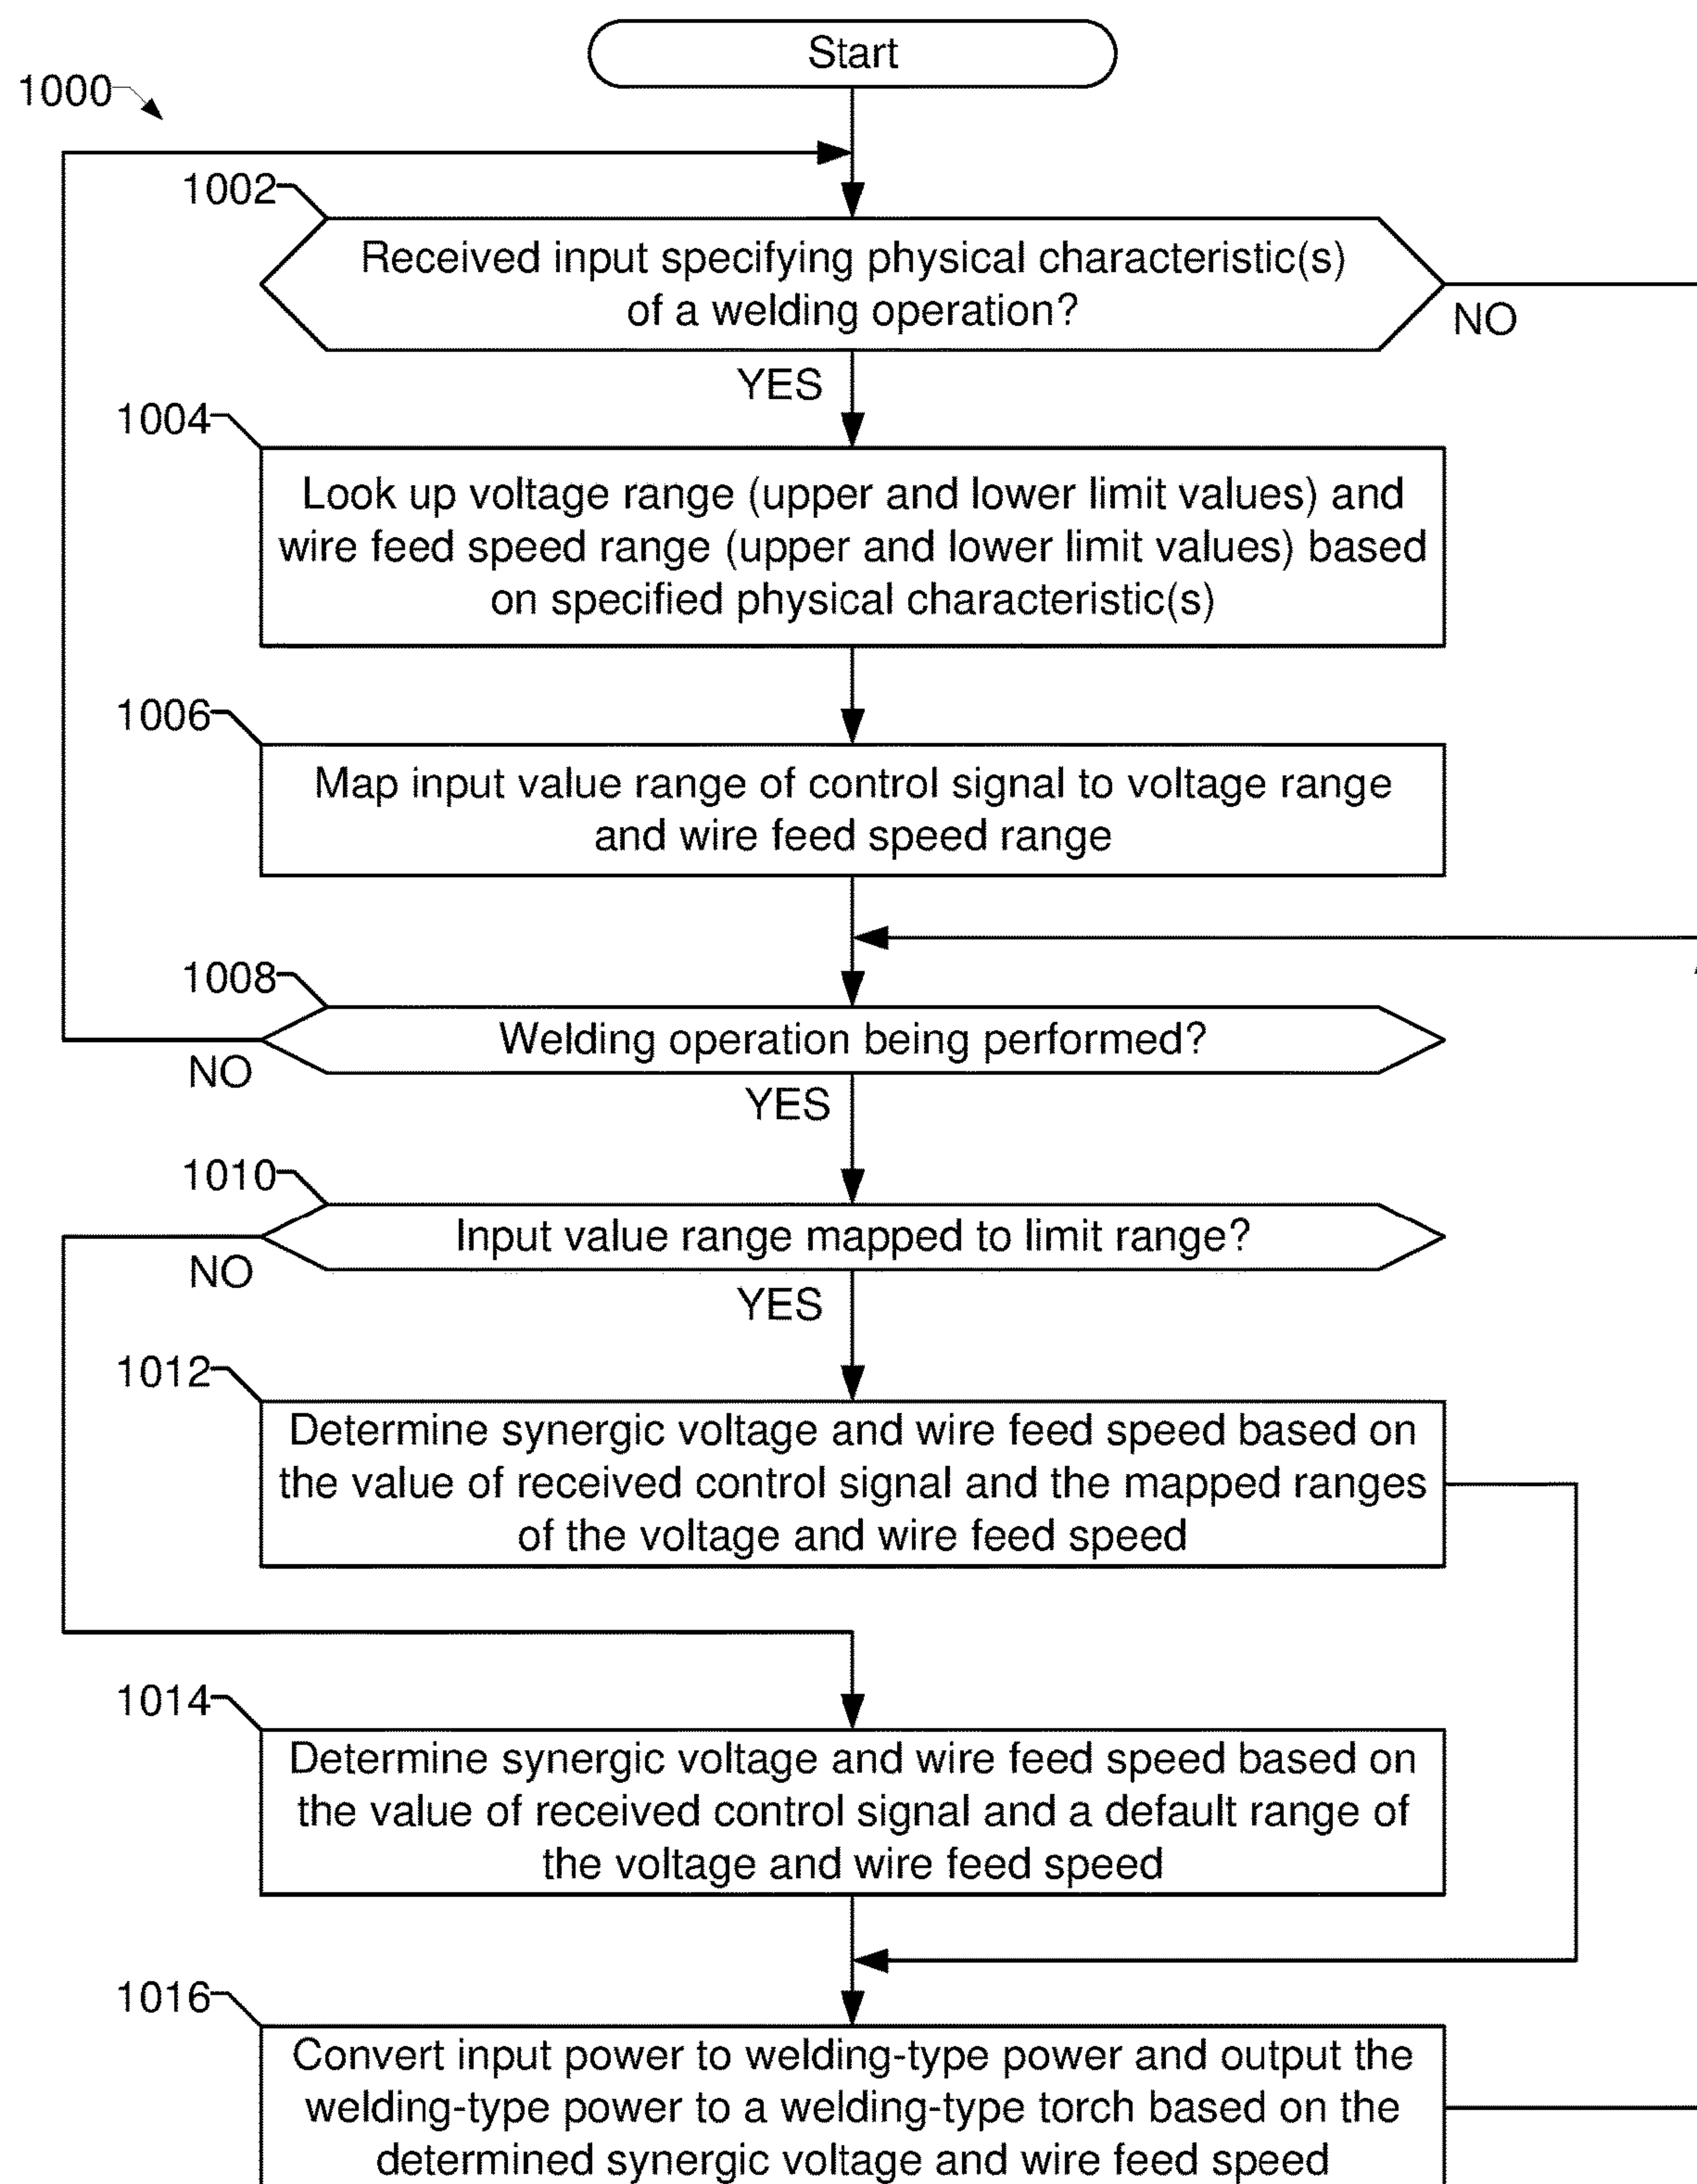 Start
1000
1002
Received input specifying physical characteristic(s)
of a welding operation?
NO
YES
1004
Look up voltage range (upper and lower limit values) and
wire feed speed range (upper and lower limit values) based
on specified physical characteristic(s)
1006
Map input value range of control signal to voltage range
and wire feed speed range
1008
Welding operation being performed?
NO
YES
1010
Input value range mapped to limit range?
NO
YES
1012
Determine synergic voltage and wire feed speed based on
the value of received control signal and the mapped ranges
of the voltage and wire feed speed
1014
Determine synergic voltage and wire feed speed based on
the value of received control signal and a default range of
the voltage and wire feed speed
1016
Convert input power to welding-type power and output the
welding-type power to a welding-type torch based on the
determined synergic voltage and wire feed speed